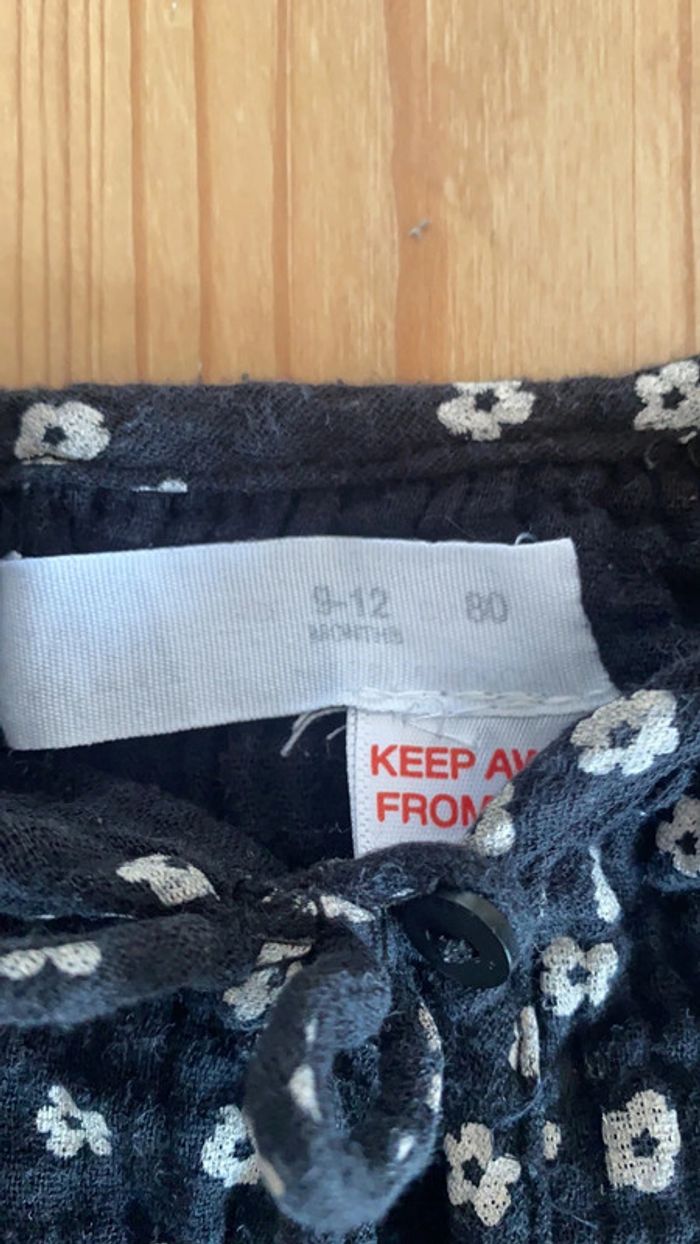 9-12 80
MONTHS
KEEP AW
FROM